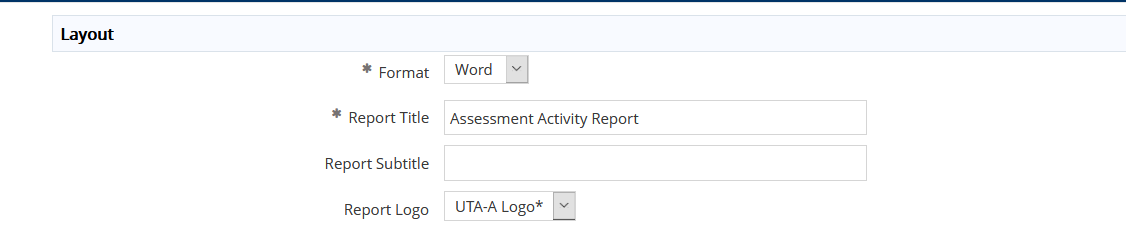 Layout
* Format Word
* Report Title Assessment Activity Report
Report Subtitle
Report Logo UTA-A Logo*